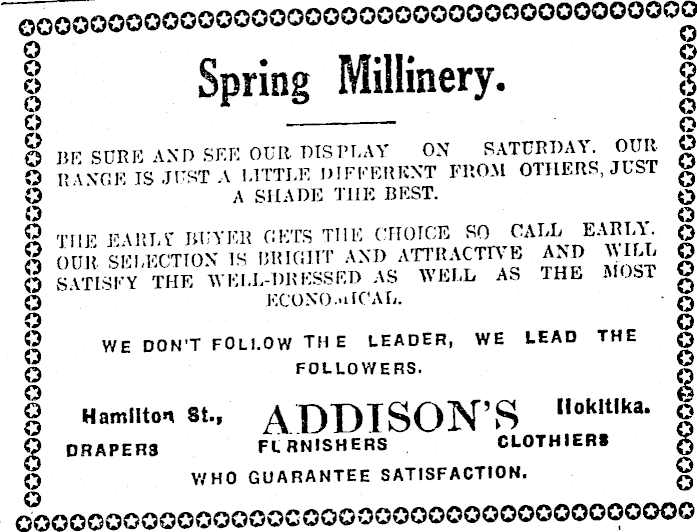 Spring Millinery.
BE SURE AND SEE OUR DISPLAY ON SATURDAY. OUR
RANGE IS JUST A LITTLE DIFFERENT FROM OTHERS, JUST
A SHADE THE BEST.
THE EARLY BUYER GETS THE CHOICE SO CALL EARLY.
OUR SELECTION IS BRIGHT AND ATTRACTIVE AND WILL
SATISFY THE WELL-DRESSED AS WELL AS THE MOST
ECONOMICAL.
WE DON'T FOLLOW THE LEADER, WE LEAD THE
FOLLOWERS.
Hamilton St., ADDISON'S Hokitika.
DRAPERS FURNISHERS CLOTHIERS
WHO GUARANTEE SATISFACTION.